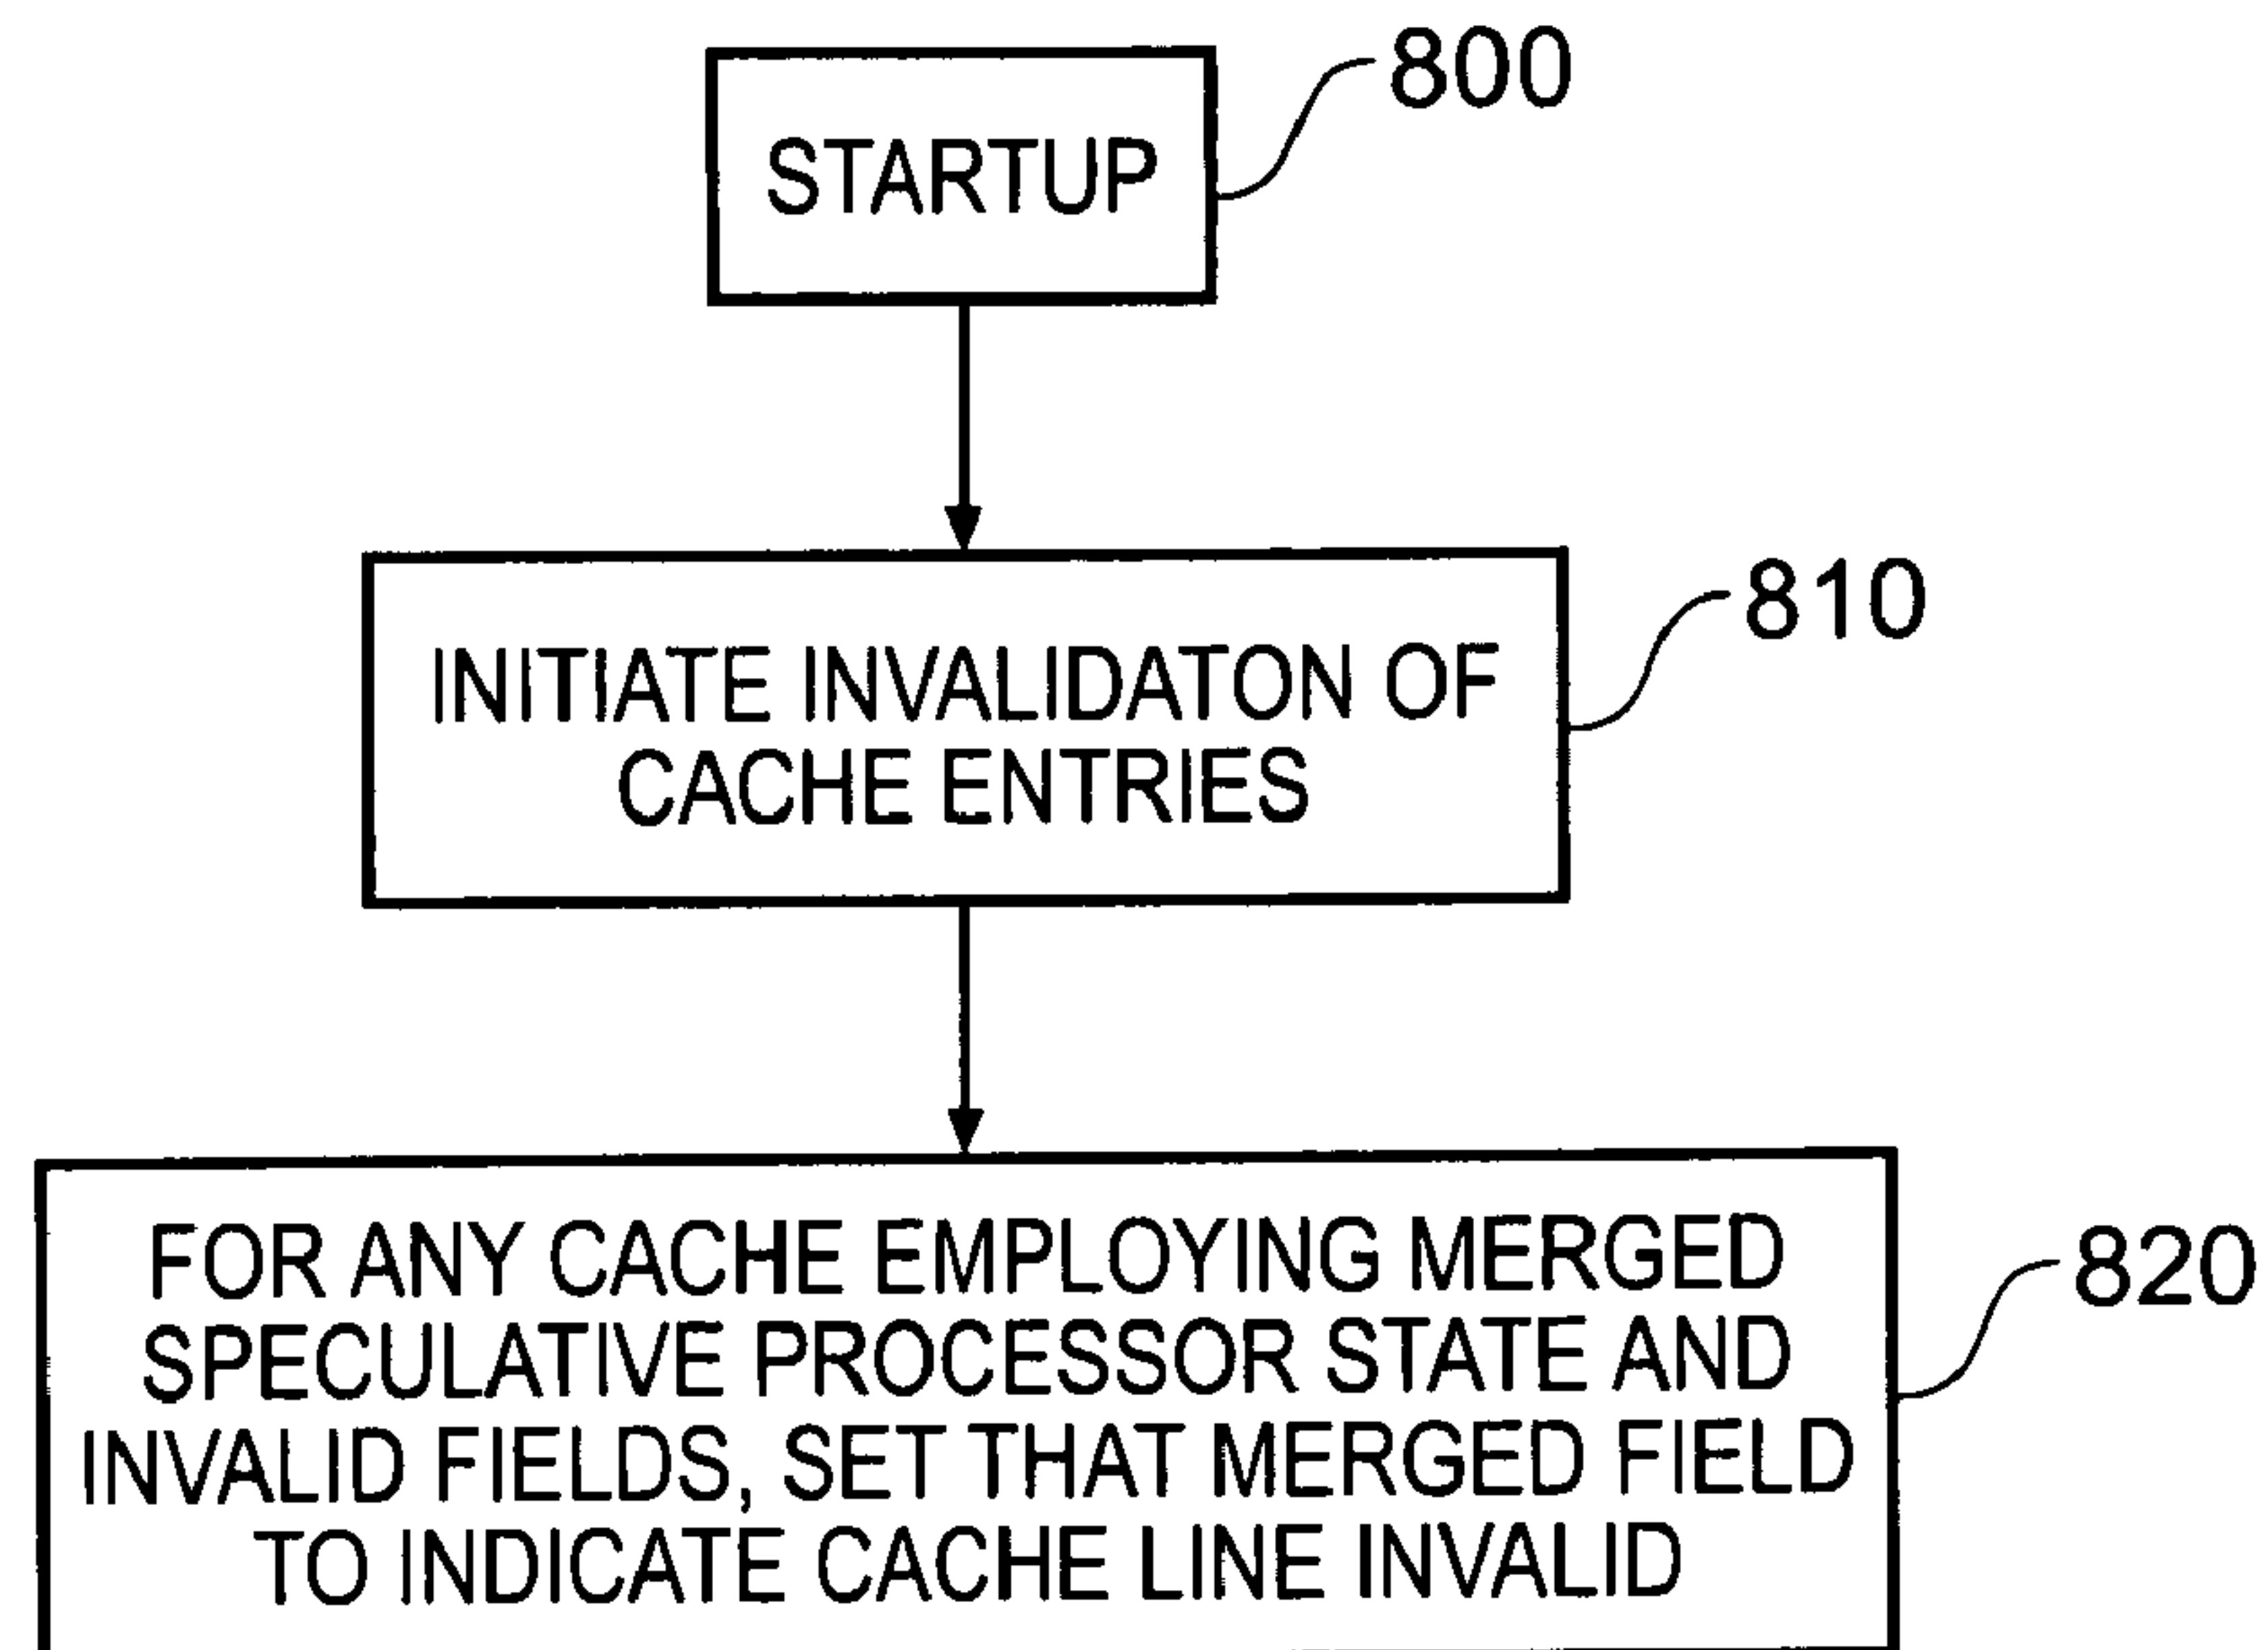 800
STARTUP
810
INITIATE INVALIDATON OF
CACHE ENTRIES
820
FOR ANY CACHE EMPLOYING MERGED
SPECULATIVE PROCESSOR STATE AND
INVALID FIELDS, SET THAT MERGED FIELD
TO INDICATE CACHE LINE INVALID